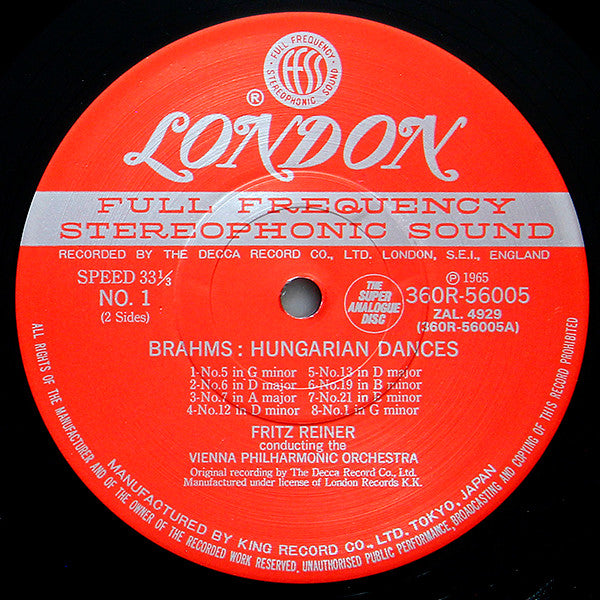 FULL FREQUENCY
ffss
STEREOPHONIC SOUND
®
LONDON
FULL FREQUENCY
STEREOPHONIC SOUND
RECORDED BY THE DECCA RECORD CO., LTD. LONDON, S.E.I., ENGLAND
SPEED 33⅓
NO. 1
(2 Sides)
THE
SUPER
ANALOGUE
DISC
℗ 1965
360R-56005
ZAL. 4929
(360R-56005A)
BRAHMS : HUNGARIAN DANCES
1-No.5 in G minor 5-No.13 in D major
2-No.6 in D major 6-No.19 in B minor
3-No.7 in A major 7-No.21 in E minor
4-No.12 in D minor 8-No.1 in G minor
FRITZ REINER
conducting the
VIENNA PHILHARMONIC ORCHESTRA
Original recording by The Decca Record Co., Ltd.
Manufactured under license of London Records K.K.
MANUFACTURED BY KING RECORD CO., LTD. TOKYO, JAPAN
ALL RIGHTS OF THE MANUFACTURER AND OF THE OWNER OF THE RECORDED WORK RESERVED, UNAUTHORISED PUBLIC PERFORMANCE, BROADCASTING AND COPYING OF THIS RECORD PROHIBITED